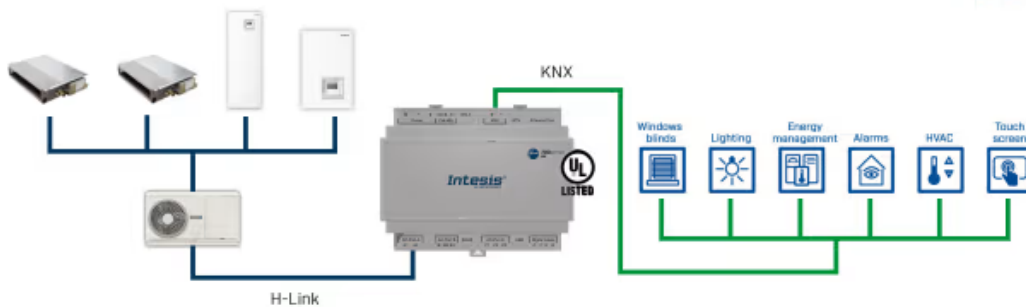 KNX
Windows
blinds
Lighting
Energy
management
Alarms
HVAC
Touch
screen
Intesis
UL
LISTED
H-Link